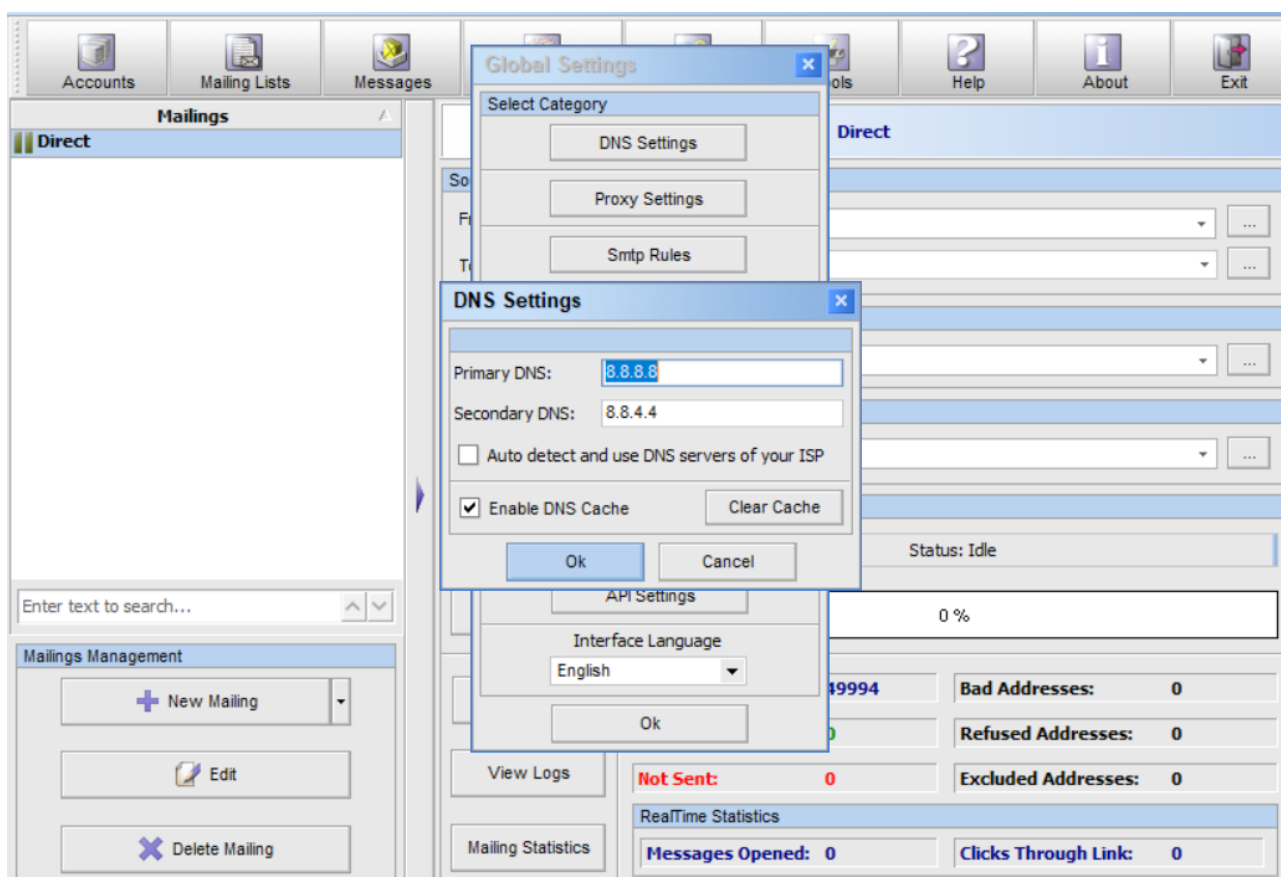 Accounts
Mailing Lists
Messages
Help
About
Exit
Mailings
Direct
Enter text to search...
Mailings Management
New Mailing
Edit
Delete Mailing
Global Settings
Select Category
DNS Settings
Proxy Settings
Smtp Rules
DNS Settings
Primary DNS: 8.8.8.8
Secondary DNS: 8.8.4.4
Auto detect and use DNS servers of your ISP
Enable DNS Cache
Clear Cache
Ok
Cancel
API Settings
Interface Language
English
Ok
Direct
...
...
...
...
Status: Idle
0 %
49994
Bad Addresses: 0
Refused Addresses: 0
View Logs
Not Sent: 0
Excluded Addresses: 0
RealTime Statistics
Mailing Statistics
Messages Opened: 0
Clicks Through Link: 0